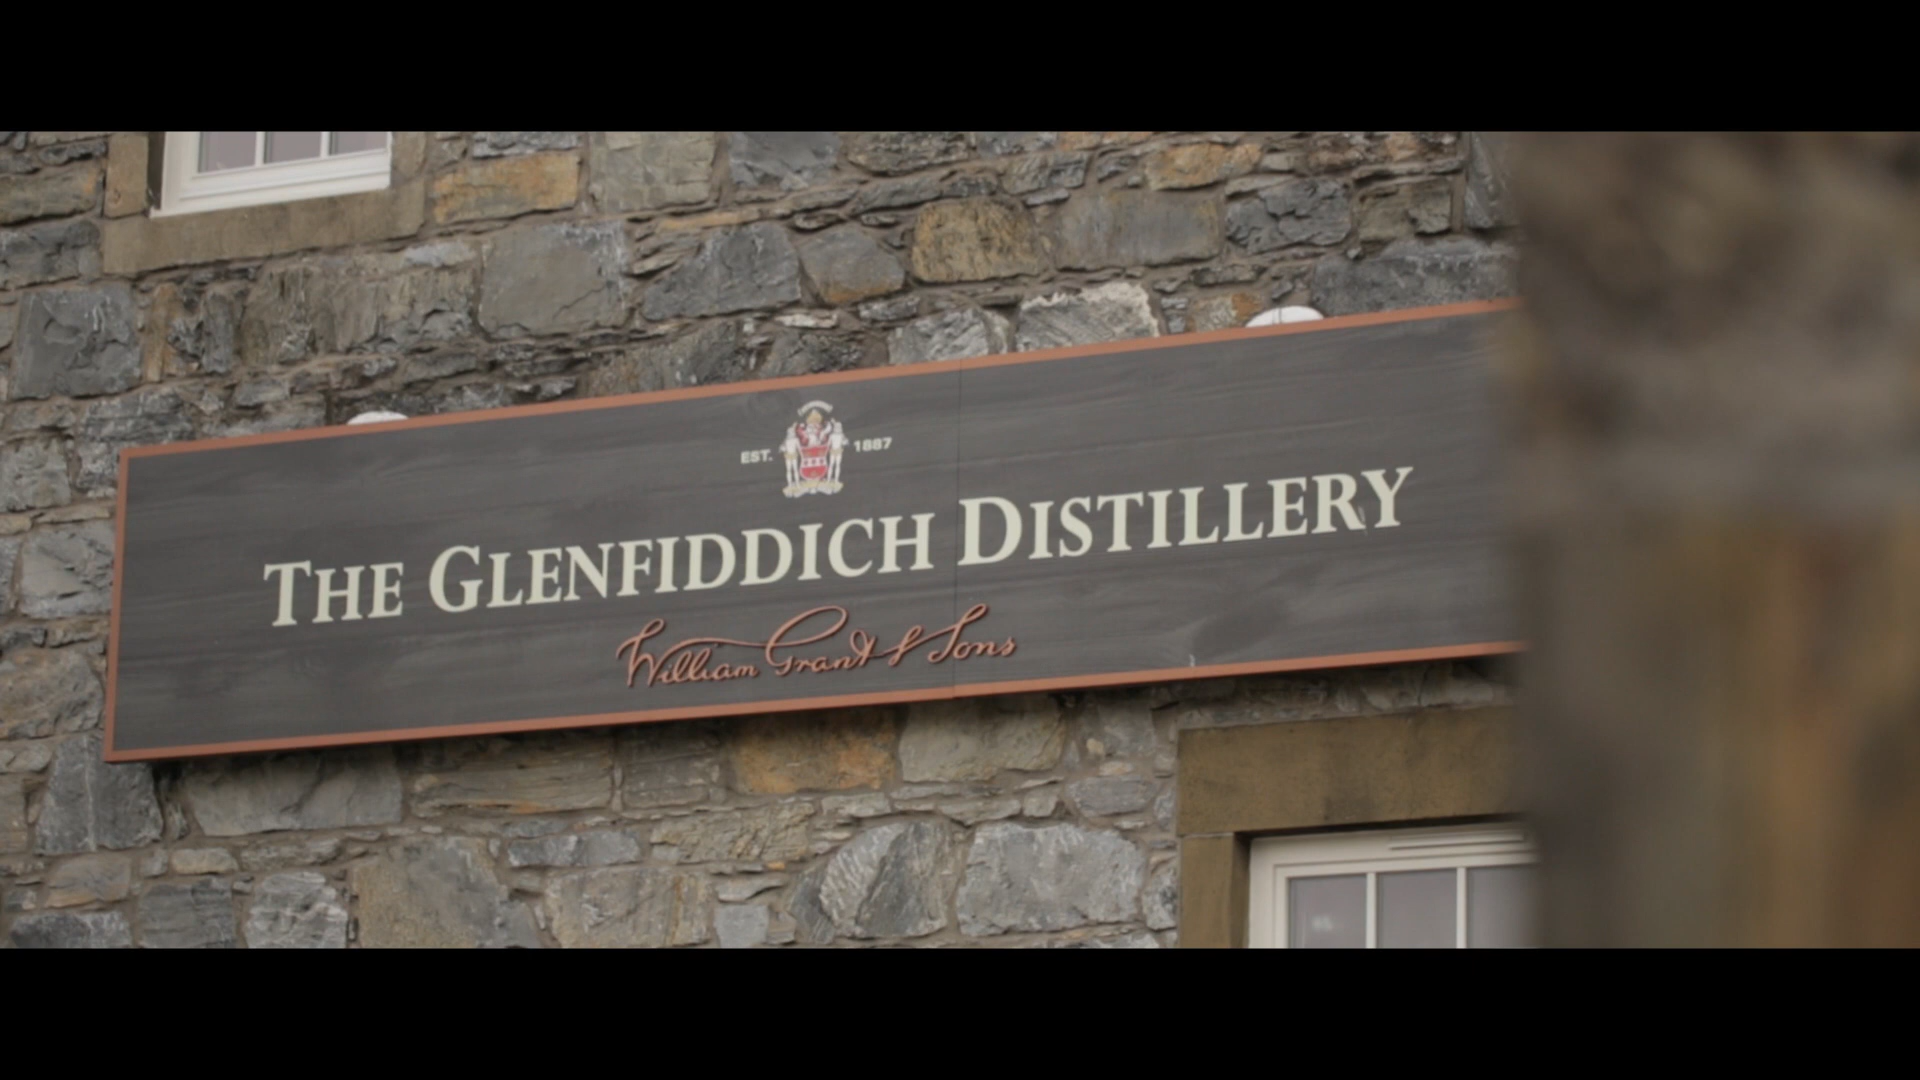 EST. 1887
THE GLENFIDDICH DISTILLERY
William Grant & Sons